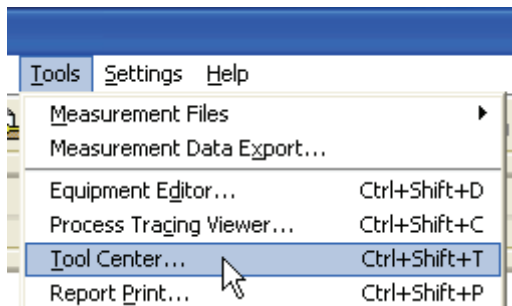 Tools Settings Help
Measurement Files
Measurement Data Export...
Equipment Editor... Ctrl+Shift+D
Process Tracing Viewer... Ctrl+Shift+C
Tool Center... Ctrl+Shift+T
Report Print... Ctrl+Shift+P